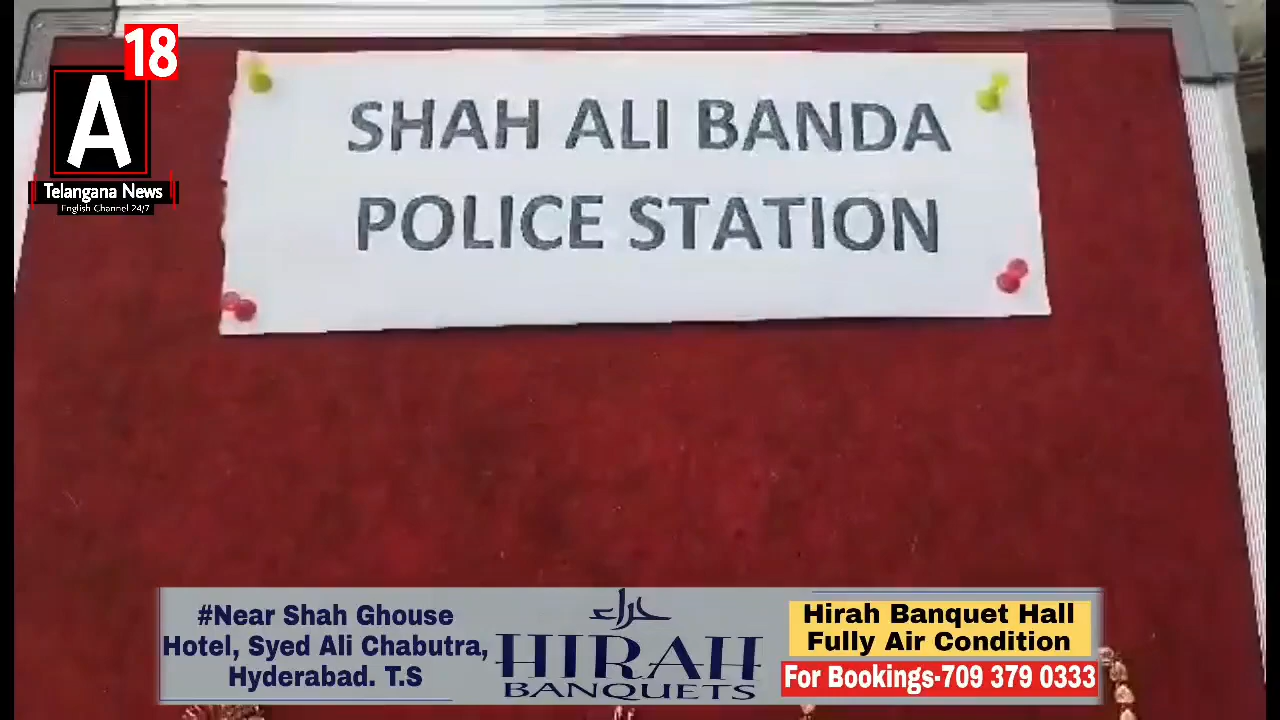 18
A
Telangana News
English Channel 24/7
SHAH ALI BANDA
POLICE STATION
#Near Shah Ghouse
Hotel, Syed Ali Chabutra,
Hyderabad. T.S
حراء
HIRAH
BANQUETS
Hirah Banquet Hall
Fully Air Condition
For Bookings-709 379 0333